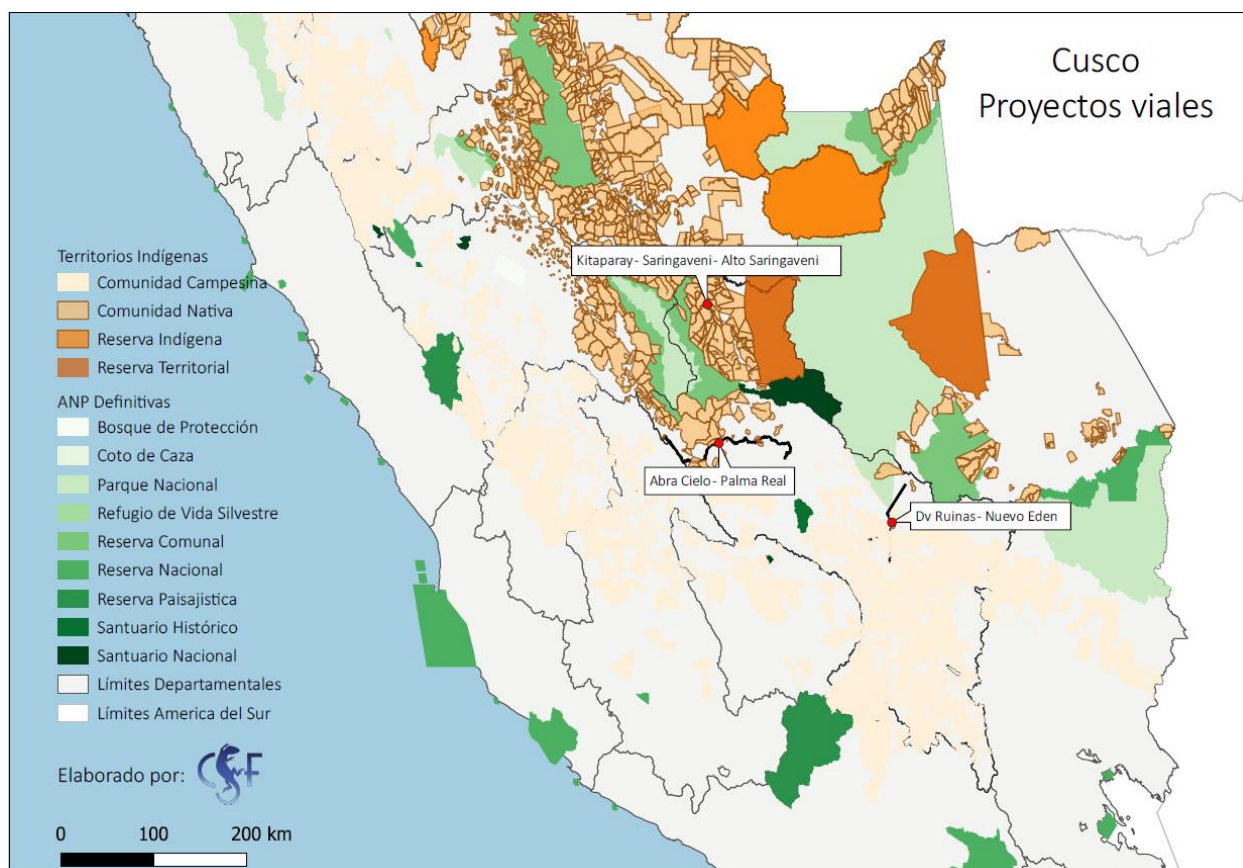 Cusco
Proyectos viales
Kitaparay - Saringaveni - Alto Saringaveni
Abra Cielo - Palma Real
Dv Ruinas - Nuevo Eden
Territorios Indígenas
Comunidad Campesina
Comunidad Nativa
Reserva Indígena
Reserva Territorial
ANP Definitivas
Bosque de Protección
Coto de Caza
Parque Nacional
Refugio de Vida Silvestre
Reserva Comunal
Reserva Nacional
Reserva Paisajistica
Santuario Histórico
Santuario Nacional
Límites Departamentales
Límites America del Sur
Elaborado por: CSF
0 100 200 km